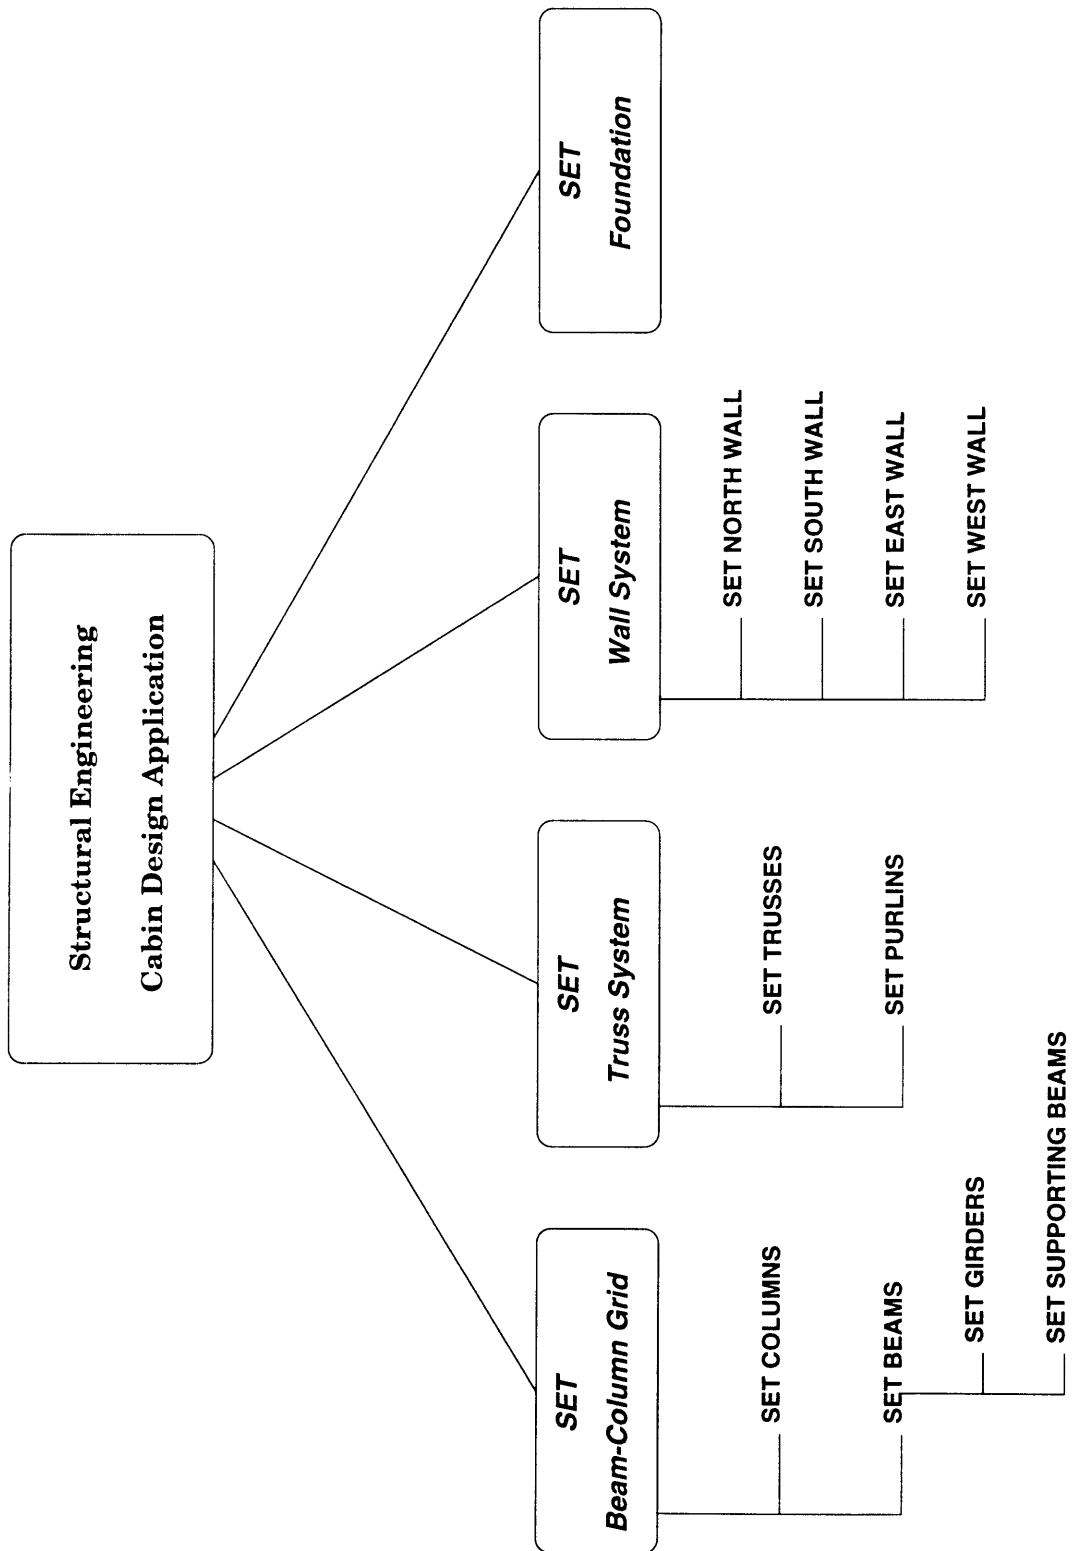 Structural Engineering
Cabin Design Application
SET
Beam-Column Grid
SET COLUMNS
SET BEAMS
SET GIRDERS
SET SUPPORTING BEAMS
SET
Truss System
SET TRUSSES
SET PURLINS
SET
Wall System
SET NORTH WALL
SET SOUTH WALL
SET EAST WALL
SET WEST WALL
SET
Foundation